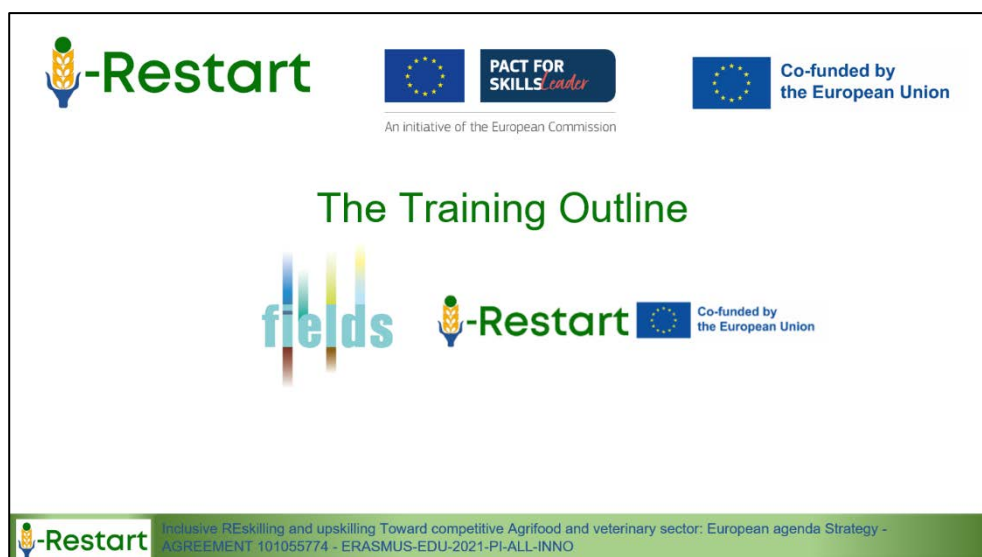 -Restart
PACT FOR
SKILLS Leader
An initiative of the European Commission
Co-funded by
the European Union
The Training Outline
fields
-Restart
Co-funded by
the European Union
-Restart
Inclusive REskilling and upskilling Toward competitive Agrifood and veterinary sector: European agenda Strategy -
AGREEMENT 101055774 - ERASMUS-EDU-2021-PI-ALL-INNO